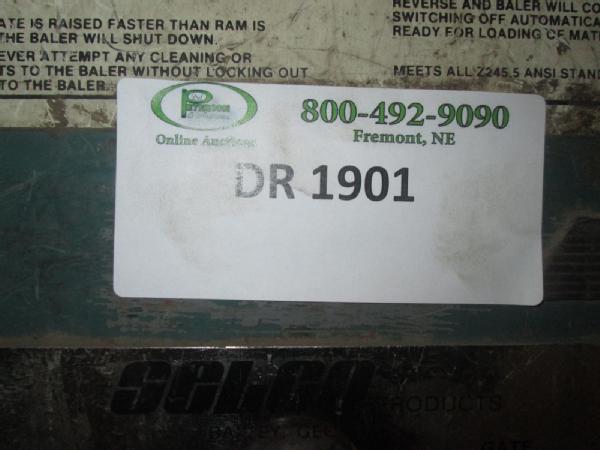 ATE IS RAISED FASTER THAN RAM IS
THE BALER WILL SHUT DOWN.
EVER ATTEMPT ANY CLEANING OR
TS TO THE BALER WITHOUT LOCKING OUT
TO THE BALER.
REVERSE AND BALER WILL CO
SWITCHING OFF AUTOMATICA
READY FOR LOADING OF MAT
MEETS ALL Z245.5 ANSI STAN
Online Auctions
800-492-9090
Fremont, NE
DR 1901
SELCO
PRODUCTS
GATE